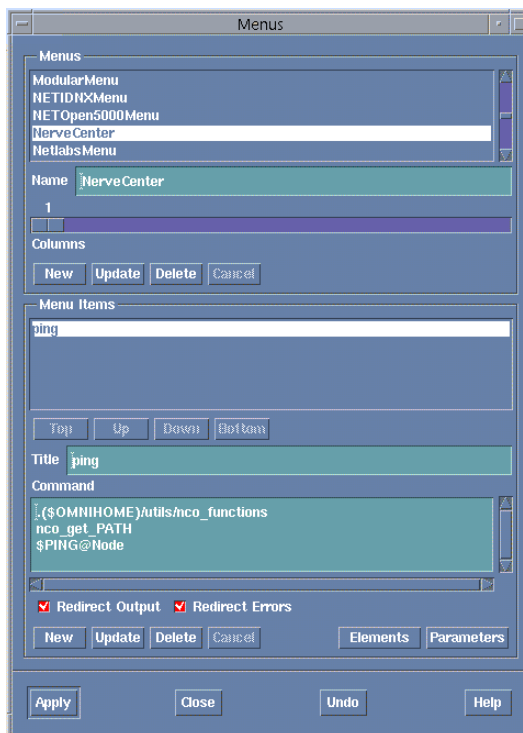 Menus
Menus
ModularMenu
NETIDNXMenu
NETOpen5000Menu
NerveCenter
NetlabsMenu
Name NerveCenter
1
Columns
New Update Delete Cancel
Menu Items
ping
Top Up Down Bottom
Title ping
Command
.($OMNIHOME)/utils/nco_functions
nco_get_PATH
$PING@Node
Redirect Output Redirect Errors
New Update Delete Cancel Elements Parameters
Apply Close Undo Help